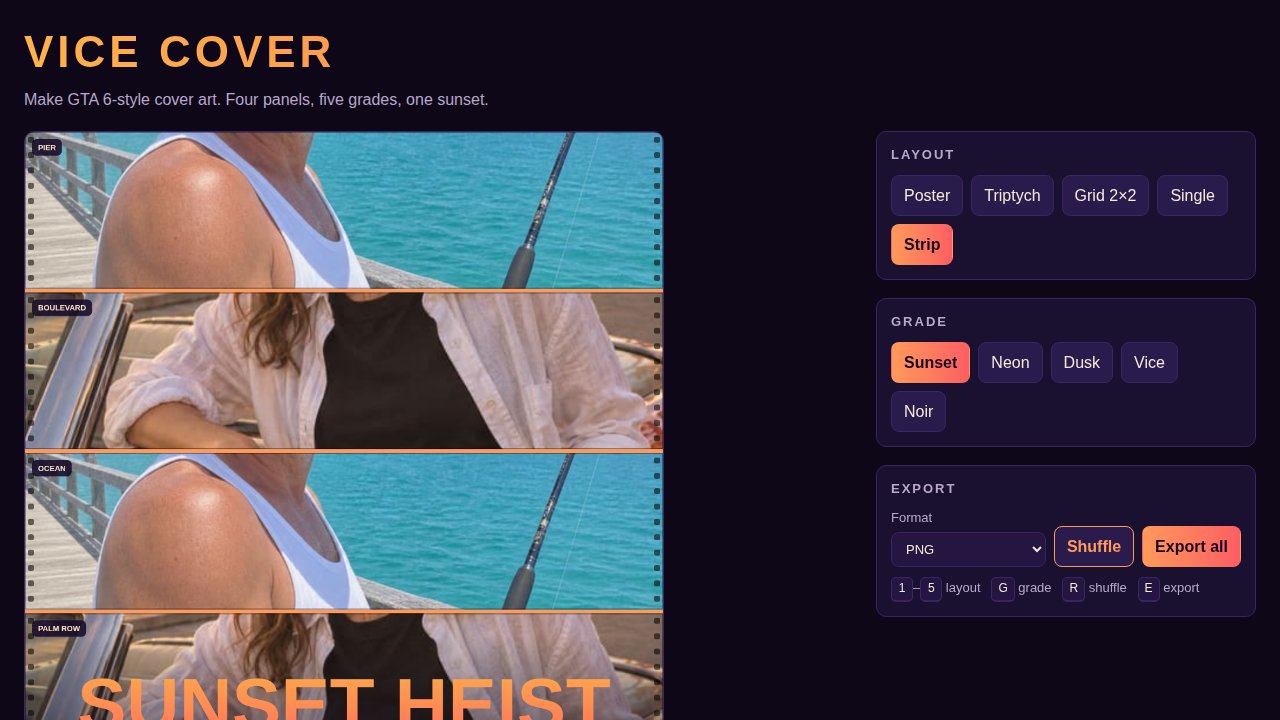 VICE COVER
Make GTA 6-style cover art. Four panels, five grades, one sunset.
PIER
BOULEVARD
OCEAN
PALM ROW
SUNSET HEIST
LAYOUT
Poster
Triptych
Grid 2×2
Single
Strip
GRADE
Sunset
Neon
Dusk
Vice
Noir
EXPORT
Format
PNG
Shuffle
Export all
1–5 layout G grade R shuffle E export